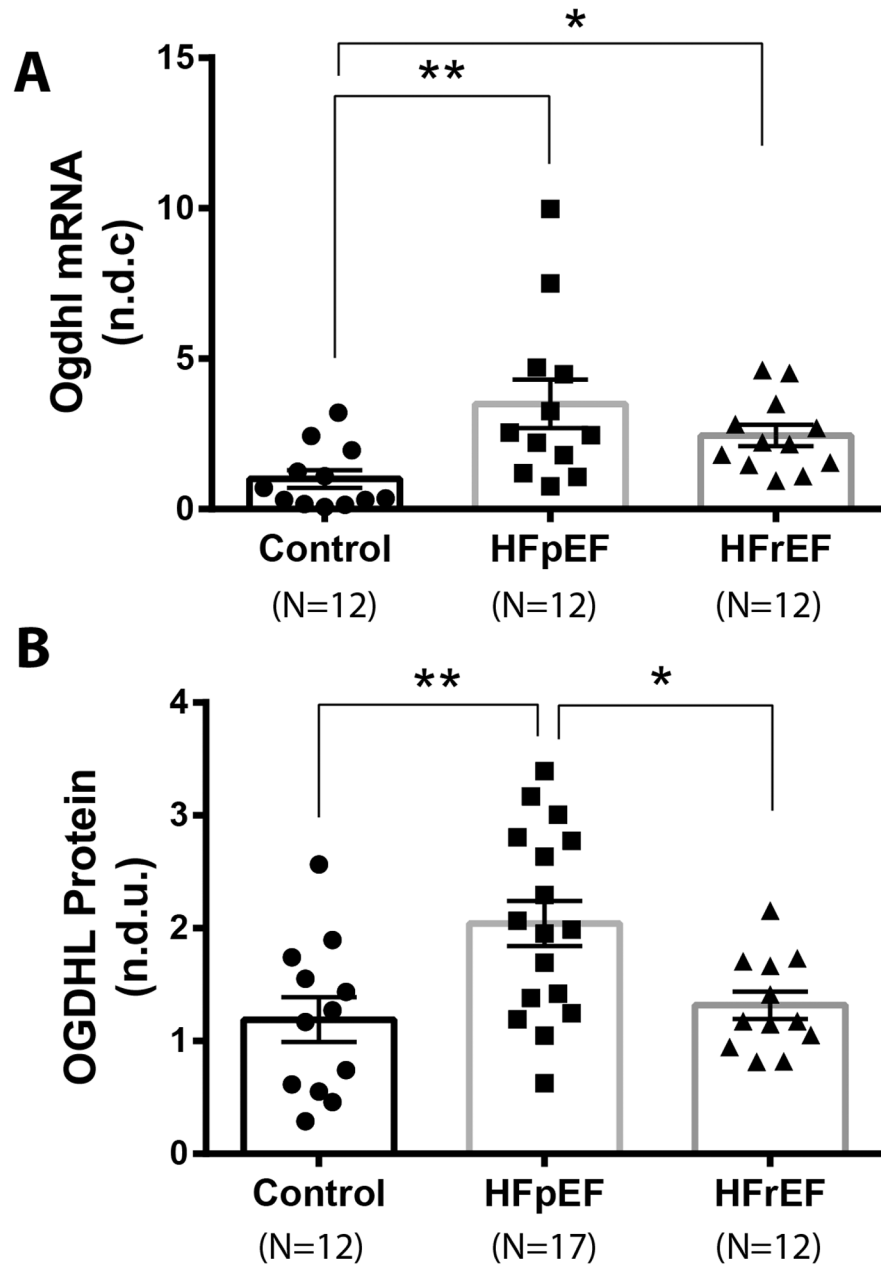 A
*
**
15
10
5
0
Ogdhl mRNA
(n.d.c)
Control HFpEF HFrEF
(N=12) (N=12) (N=12)
B
** *
4
3
2
1
0
OGDHL Protein
(n.d.u.)
Control HFpEF HFrEF
(N=12) (N=17) (N=12)